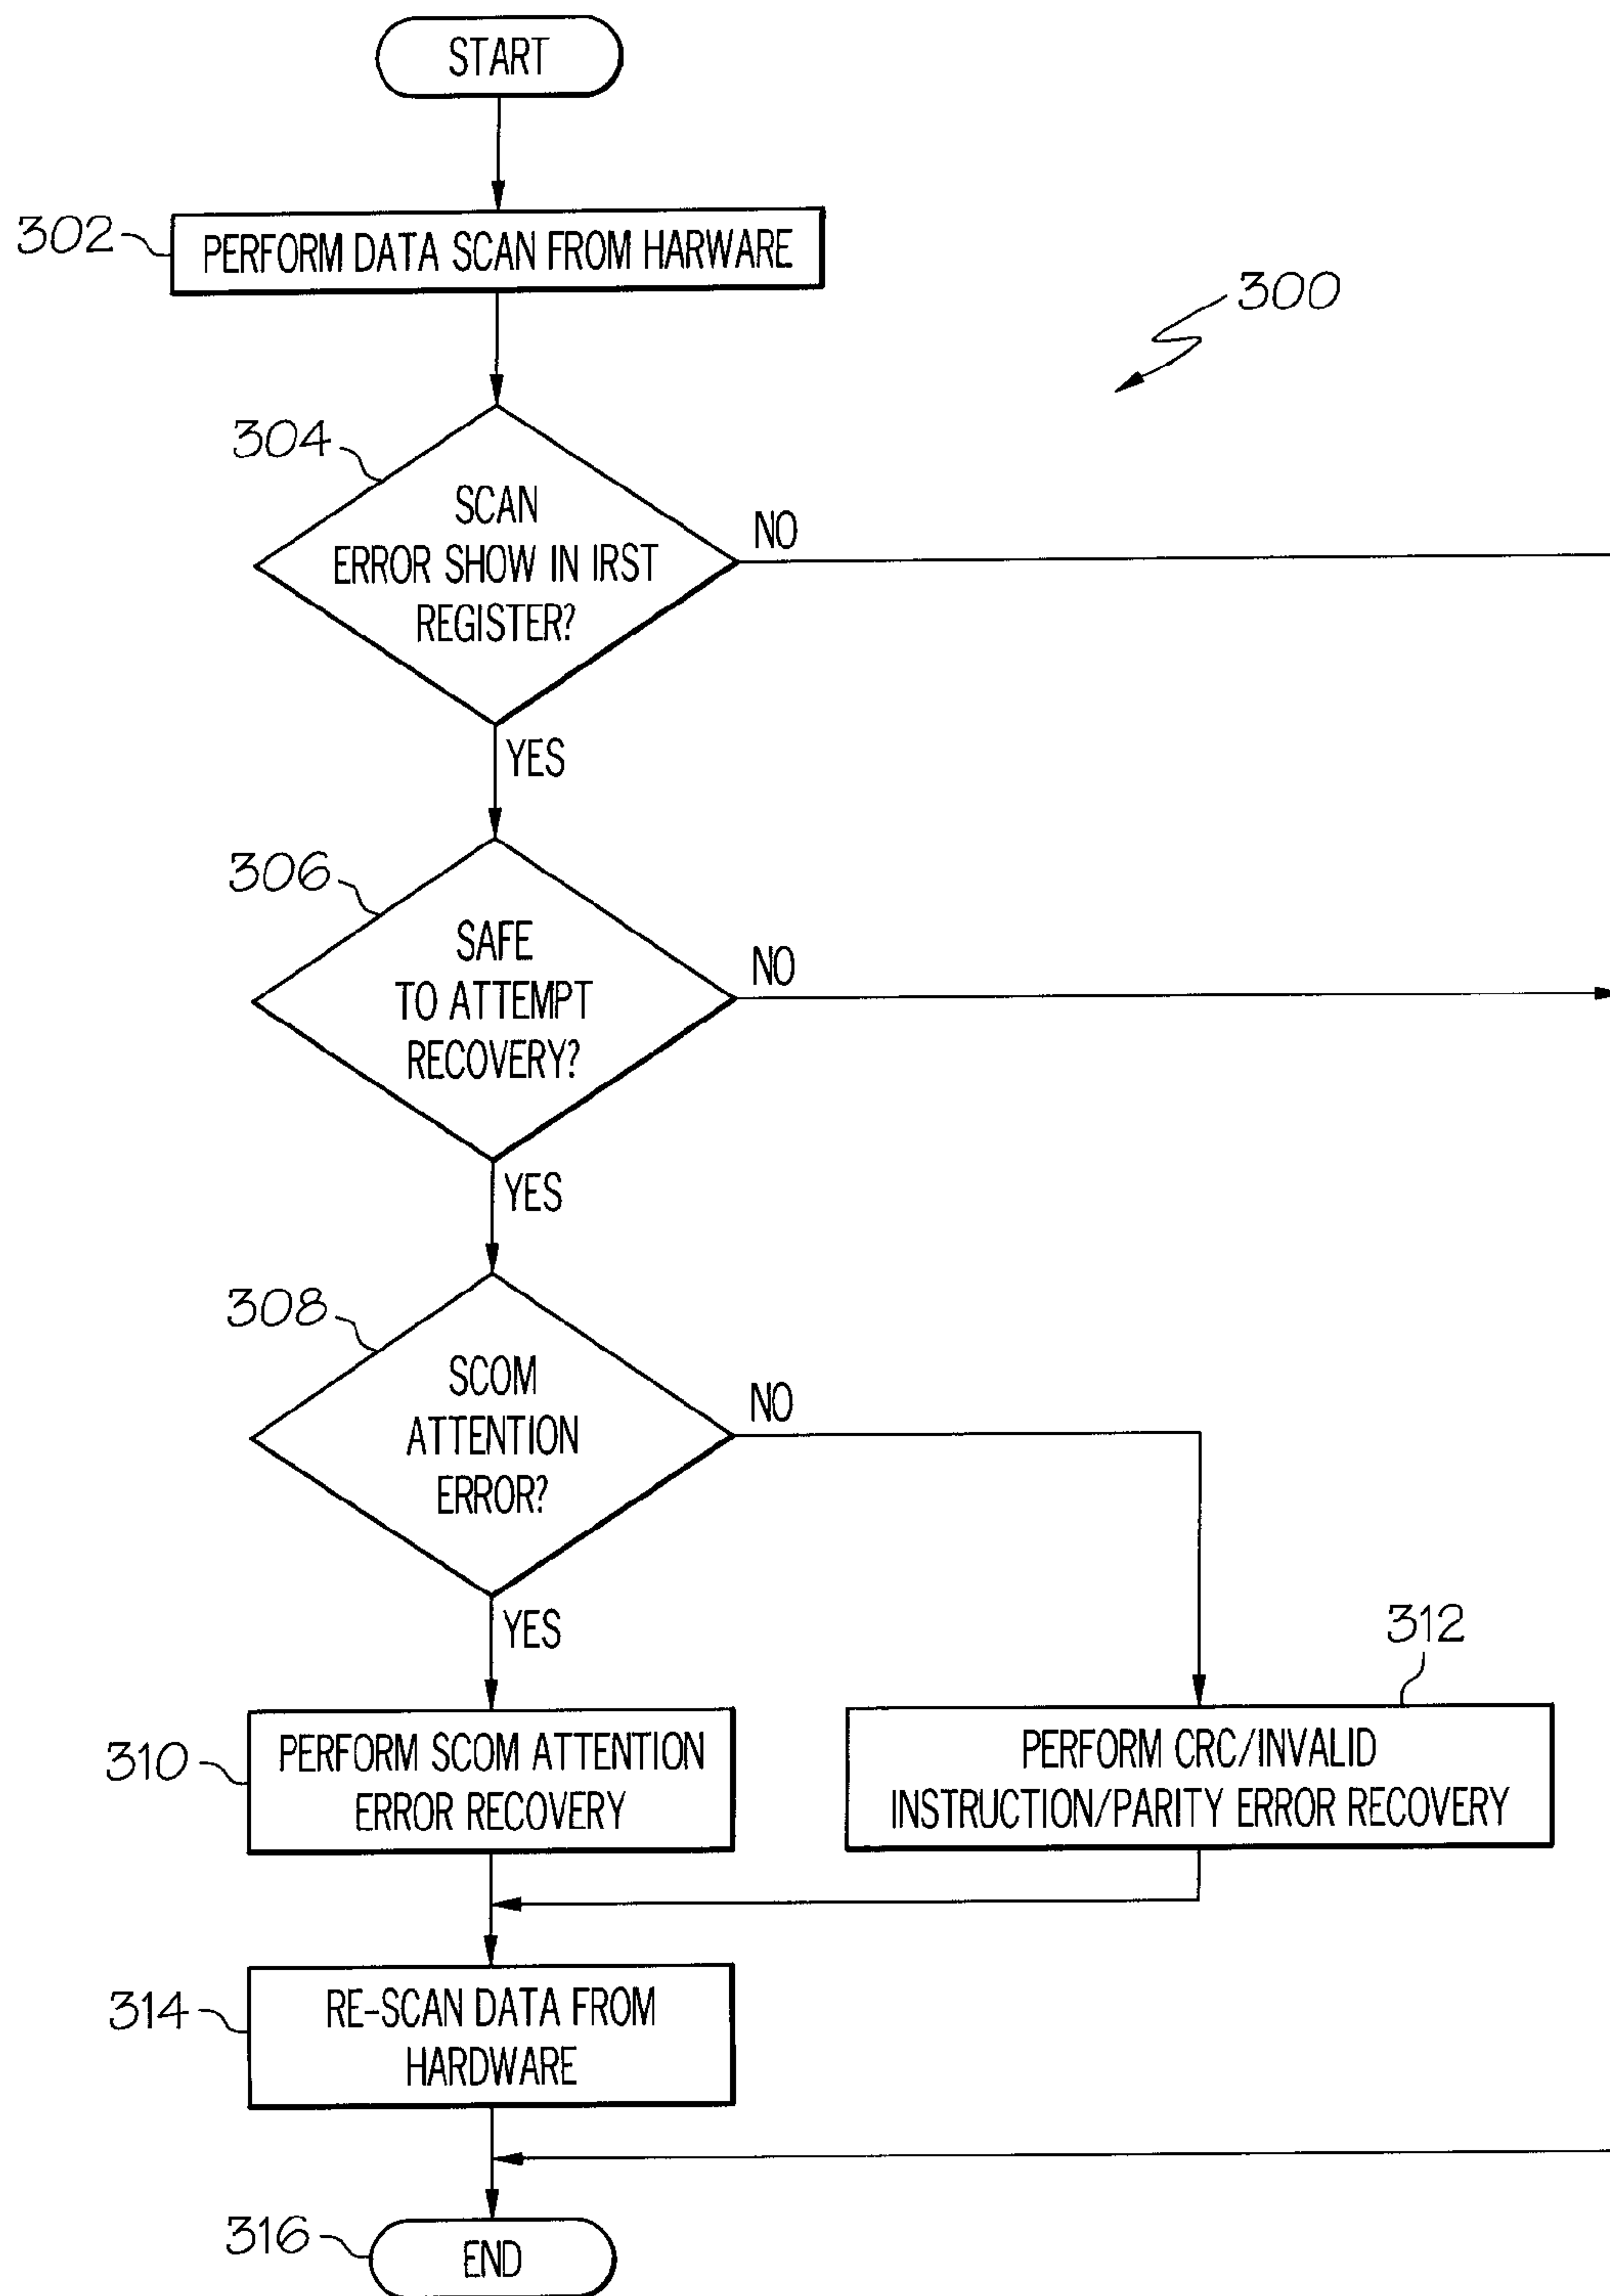 START
302
PERFORM DATA SCAN FROM HARWARE
300
304
SCAN
ERROR SHOW IN IRST
REGISTER?
NO
YES
306
SAFE
TO ATTEMPT
RECOVERY?
NO
YES
308
SCOM
ATTENTION
ERROR?
NO
YES
312
310
PERFORM SCOM ATTENTION
ERROR RECOVERY
PERFORM CRC/INVALID
INSTRUCTION/PARITY ERROR RECOVERY
314
RE-SCAN DATA FROM
HARDWARE
316
END